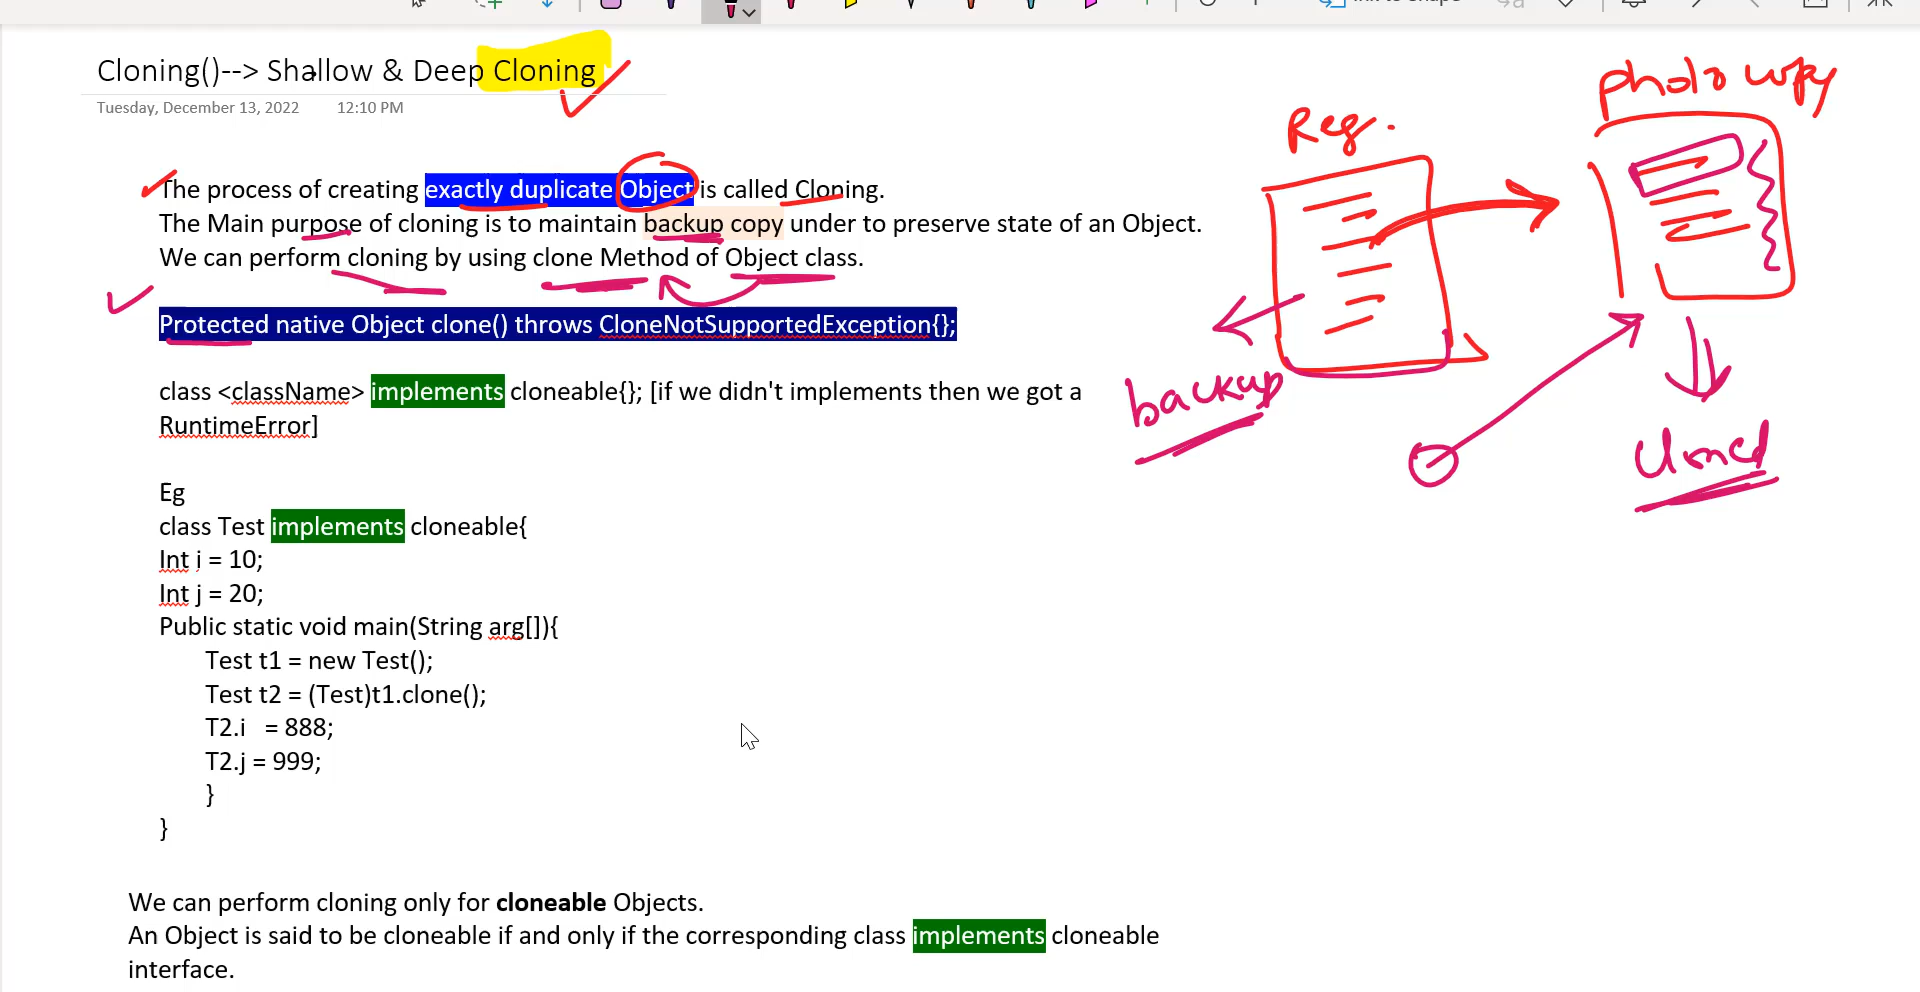 Cloning()--> Shallow & Deep Cloning
Tuesday, December 13, 2022 12:10 PM
The process of creating exactly duplicate Object is called Cloning.
The Main purpose of cloning is to maintain backup copy under to preserve state of an Object.
We can perform cloning by using clone Method of Object class.
Protected native Object clone() throws CloneNotSupportedException{};
class <className> implements cloneable{}; [if we didn't implements then we got a
RuntimeError]
Eg
class Test implements cloneable{
Int i = 10;
Int j = 20;
Public static void main(String arg[]){
Test t1 = new Test();
Test t2 = (Test)t1.clone();
T2.i = 888;
T2.j = 999;
}
}
We can perform cloning only for cloneable Objects.
An Object is said to be cloneable if and only if the corresponding class implements cloneable
interface.
Reg.
photo copy
backup
cloned